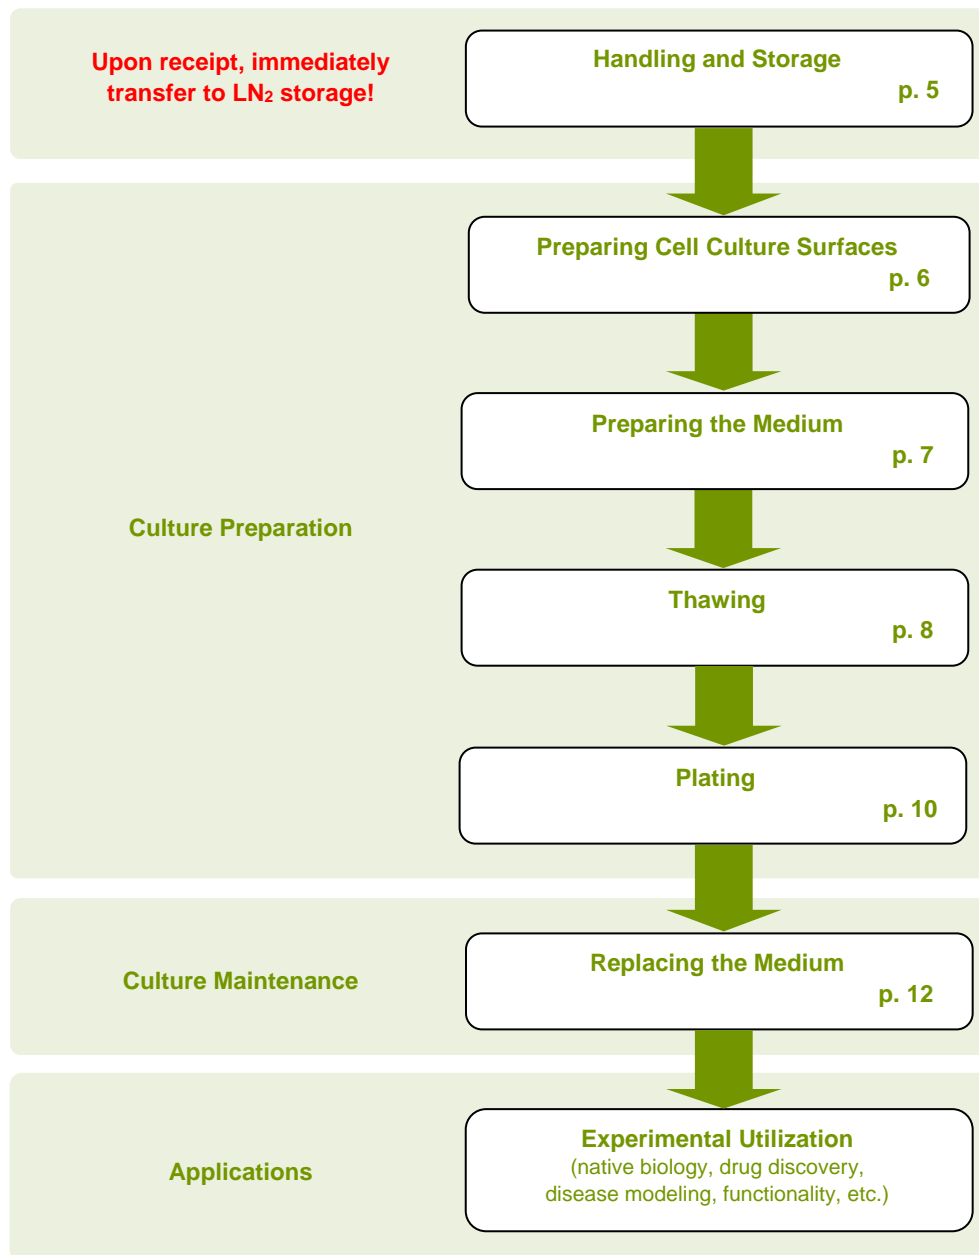 Upon receipt, immediately
transfer to LN₂ storage!
Handling and Storage
p. 5
Preparing Cell Culture Surfaces
p. 6
Preparing the Medium
p. 7
Culture Preparation
Thawing
p. 8
Plating
p. 10
Culture Maintenance
Replacing the Medium
p. 12
Applications
Experimental Utilization
(native biology, drug discovery,
disease modeling, functionality, etc.)